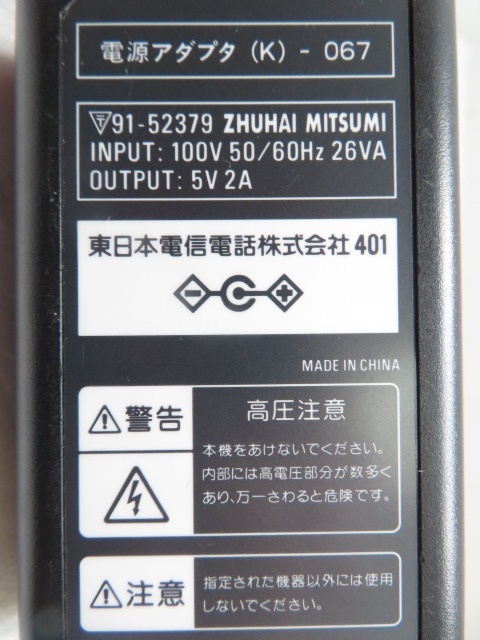 電源アダプタ (K) - 067
〒91-52379 ZHUHAI MITSUMI
INPUT: 100V 50/60Hz 26VA
OUTPUT: 5V 2A
東日本電信電話株式会社 401
MADE IN CHINA
警告
高圧注意
本機をあけないでください。
内部には高電圧部分が数多く
あり、万一さわると危険です。
注意
指定された機器以外には使用
しないでください。